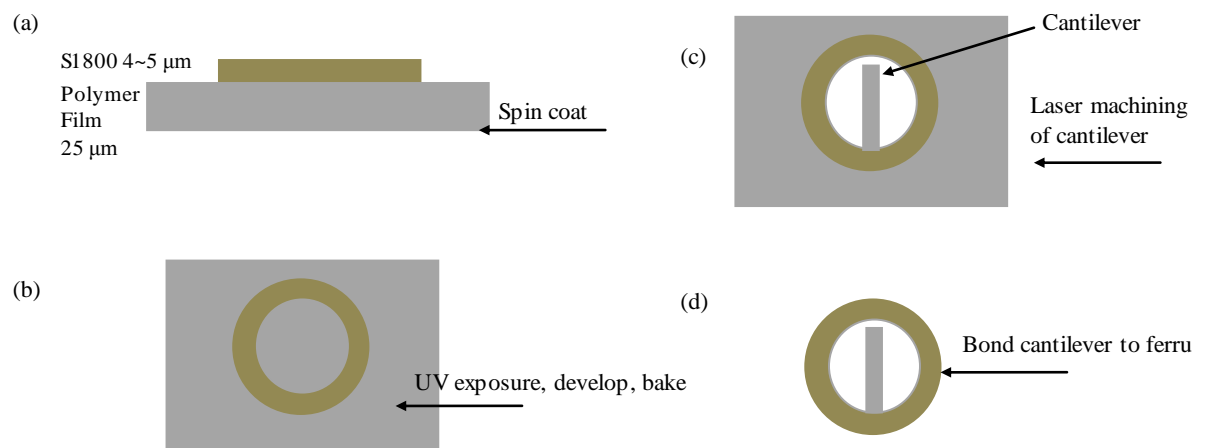 (a)
S1800 4~5 μm
Polymer
Film
25 μm
Spin coat
(b)
UV exposure, develop, bake
(c)
Cantilever
Laser machining
of cantilever
(d)
Bond cantilever to ferru